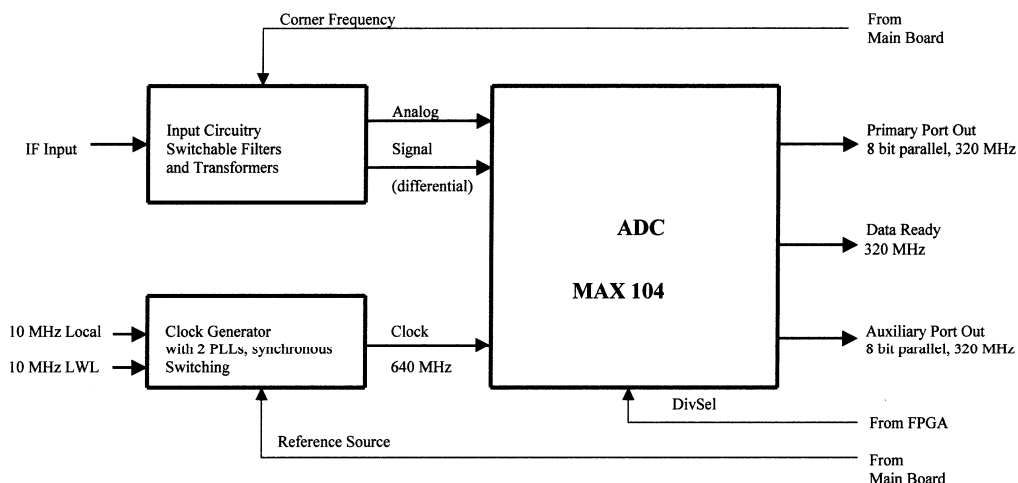 Corner Frequency
From
Main Board
IF Input
Input Circuitry
Switchable Filters
and Transformers
Analog
Signal
(differential)
ADC
MAX 104
Primary Port Out
8 bit parallel, 320 MHz
Data Ready
320 MHz
Auxiliary Port Out
8 bit parallel, 320 MHz
10 MHz Local
10 MHz LWL
Clock Generator
with 2 PLLs, synchronous
Switching
Clock
640 MHz
DivSel
From FPGA
Reference Source
From
Main Board